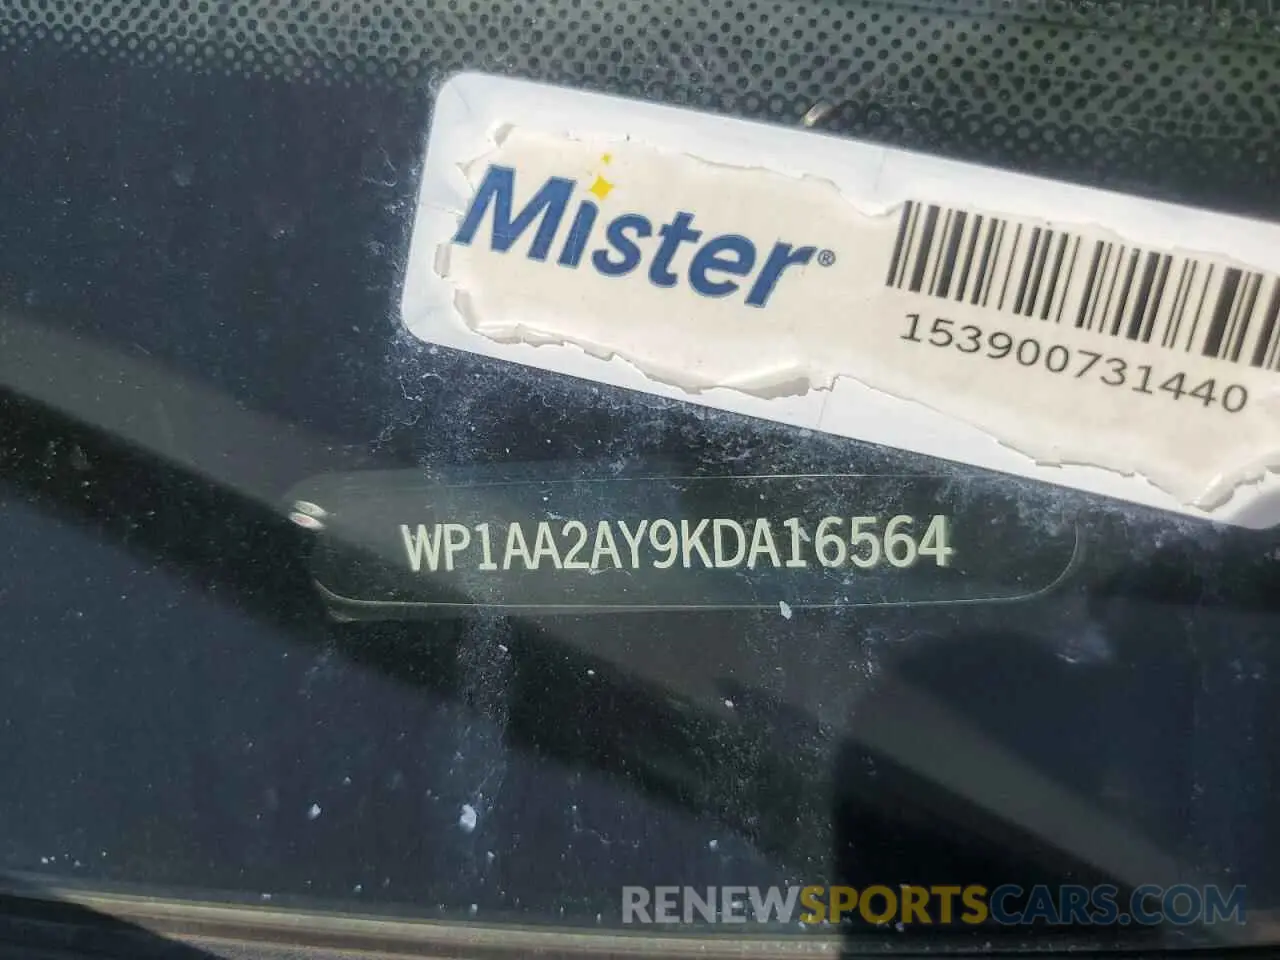 Mister®
153900731440
WP1AA2AY9KDA16564
RENEWSPORTSCARS.COM